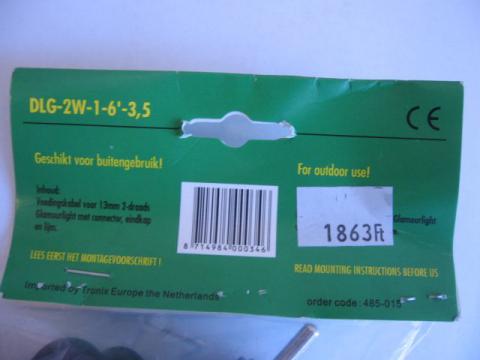 DLG-2W-1-6'-3,5
CE
Geschikt voor buitengebruik!
For outdoor use!
Inhoud:
Voedingskabel voor 13mm 2-draads
Glamourlight met connector, eindkap
en lijm.
Glamourlight
1863Ft
8 714984 000346
LEES EERST HET MONTAGEVOORSCHRIFT!
READ MOUNTING INSTRUCTIONS BEFORE US
Imported by Tronix Europe the Netherlands
order code: 485-015